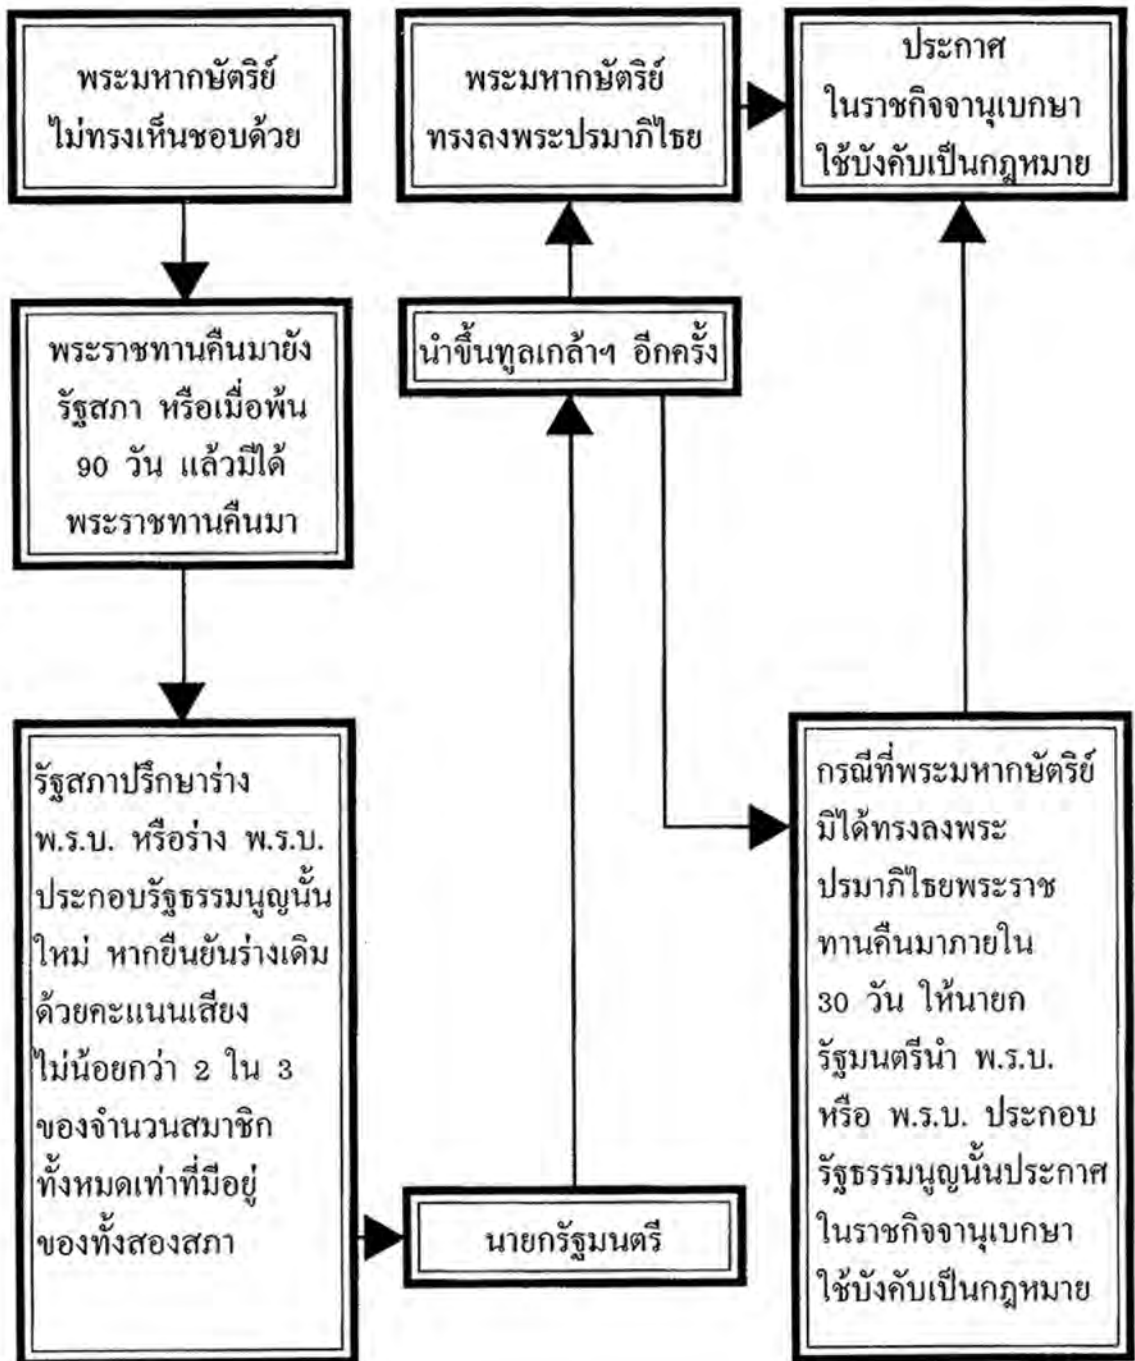 พระมหากษัตริย์
ไม่ทรงเห็นชอบด้วย
พระราชทานคืนมายัง
รัฐสภา หรือเมื่อพ้น
90 วัน แล้วมิได้
พระราชทานคืนมา
รัฐสภาปรึกษาร่าง
พ.ร.บ. หรือร่าง พ.ร.บ.
ประกอบรัฐธรรมนูญนั้น
ใหม่ หากยืนยันร่างเดิม
ด้วยคะแนนเสียง
ไม่น้อยกว่า 2 ใน 3
ของจำนวนสมาชิก
ทั้งหมดเท่าที่มีอยู่
ของทั้งสองสภา
นายกรัฐมนตรี
นำขึ้นทูลเกล้าฯ อีกครั้ง
พระมหากษัตริย์
ทรงลงพระปรมาภิไธย
ประกาศ
ในราชกิจจานุเบกษา
ใช้บังคับเป็นกฎหมาย
กรณีที่พระมหากษัตริย์
มิได้ทรงลงพระ
ปรมาภิไธยพระราช
ทานคืนมาภายใน
30 วัน ให้นายก
รัฐมนตรีนำ พ.ร.บ.
หรือ พ.ร.บ. ประกอบ
รัฐธรรมนูญนั้นประกาศ
ในราชกิจจานุเบกษา
ใช้บังคับเป็นกฎหมาย